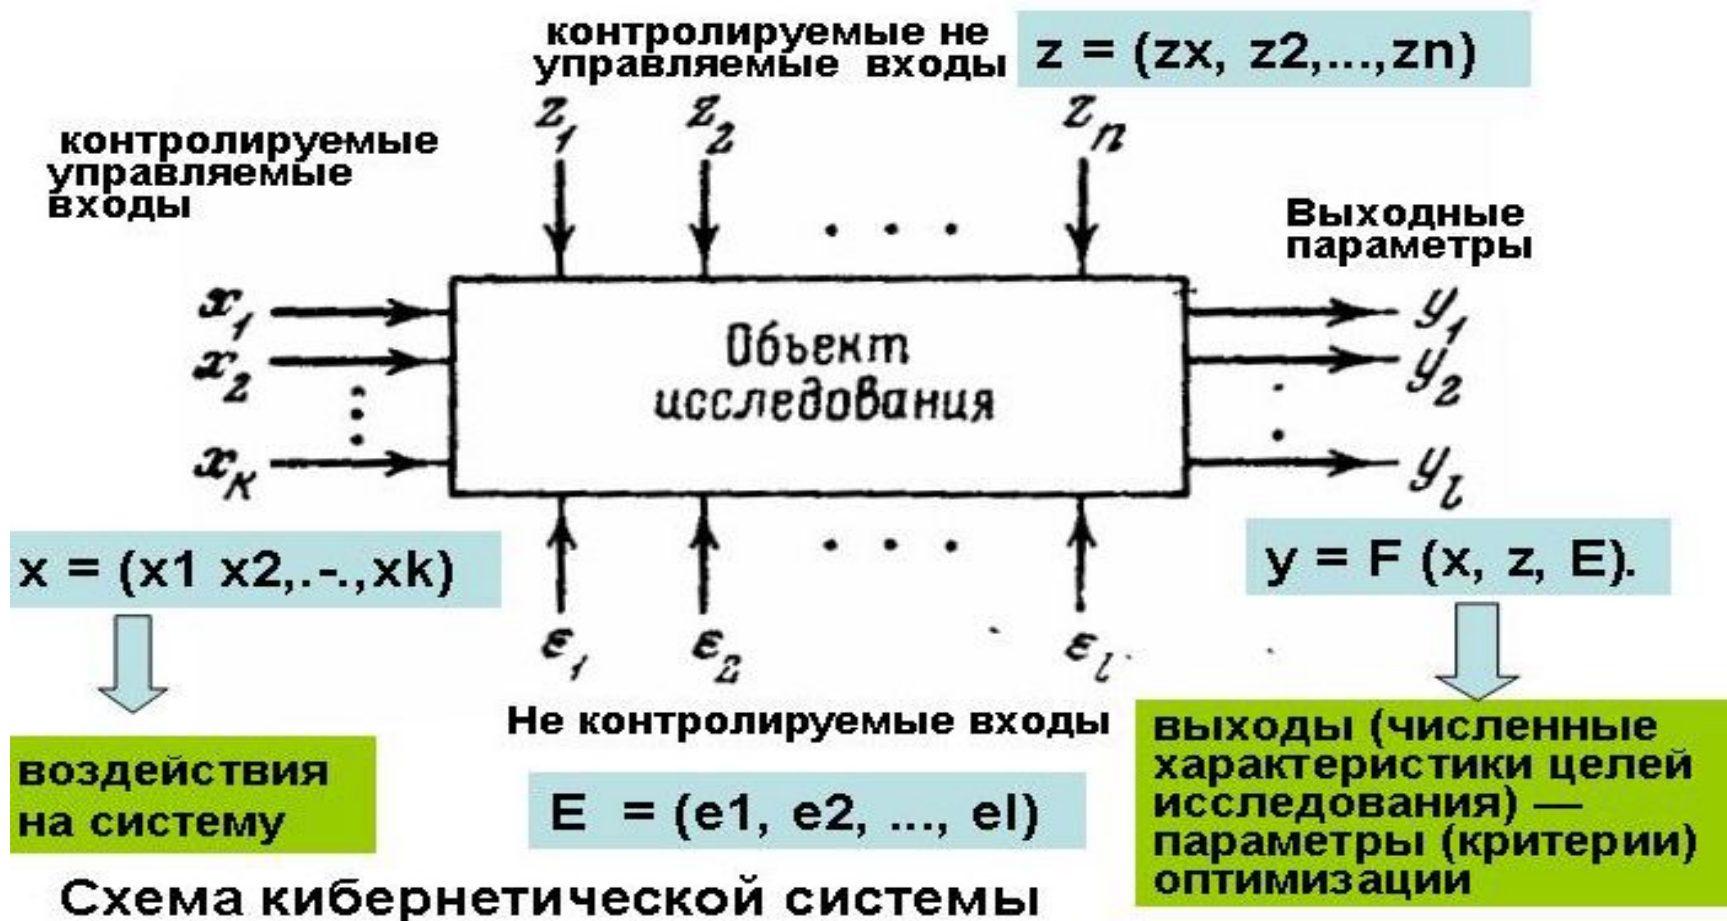 контролируемые не
управляемые входы
z = (zx, z2,...,zn)
контролируемые
управляемые
входы
z1 z2 zn
Выходные
параметры
x1
x2
xк
Объект
исследования
y1
y2
yl
x = (x1 x2,.-.,xk)
y = F (x, z, E).
ε1 ε2 εl
Не контролируемые входы
E = (e1, e2, ..., el)
воздействия
на систему
выходы (численные
характеристики целей
исследования) —
параметры (критерии)
оптимизации
Схема кибернетической системы